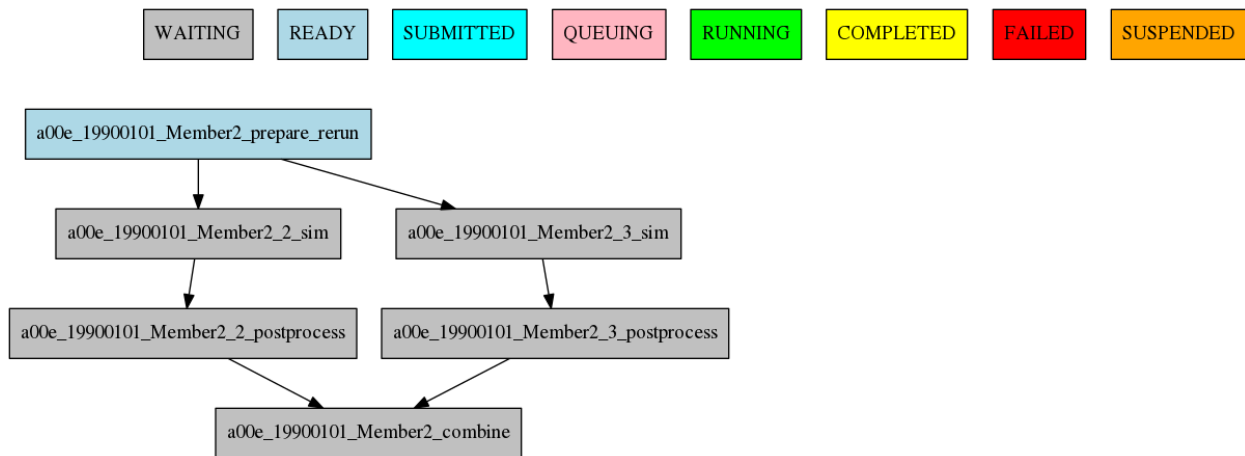 WAITING READY SUBMITTED QUEUING RUNNING COMPLETED FAILED SUSPENDED
a00e_19900101_Member2_prepare_rerun
a00e_19900101_Member2_2_sim a00e_19900101_Member2_3_sim
a00e_19900101_Member2_2_postprocess a00e_19900101_Member2_3_postprocess
a00e_19900101_Member2_combine